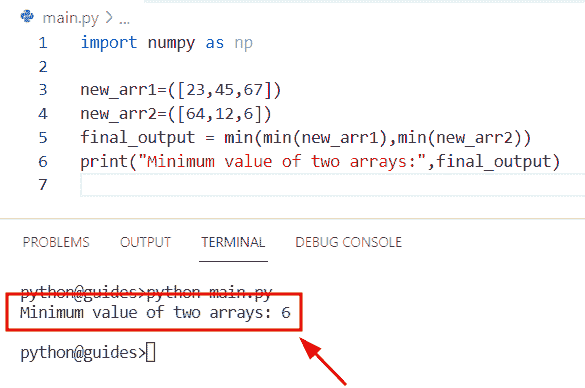 main.py > ...
1 import numpy as np
2
3 new_arr1=([23,45,67])
4 new_arr2=([64,12,6])
5 final_output = min(min(new_arr1),min(new_arr2))
6 print("Minimum value of two arrays:",final_output)
7
PROBLEMS OUTPUT TERMINAL DEBUG CONSOLE
python@guides>python main.py
Minimum value of two arrays: 6
python@guides>